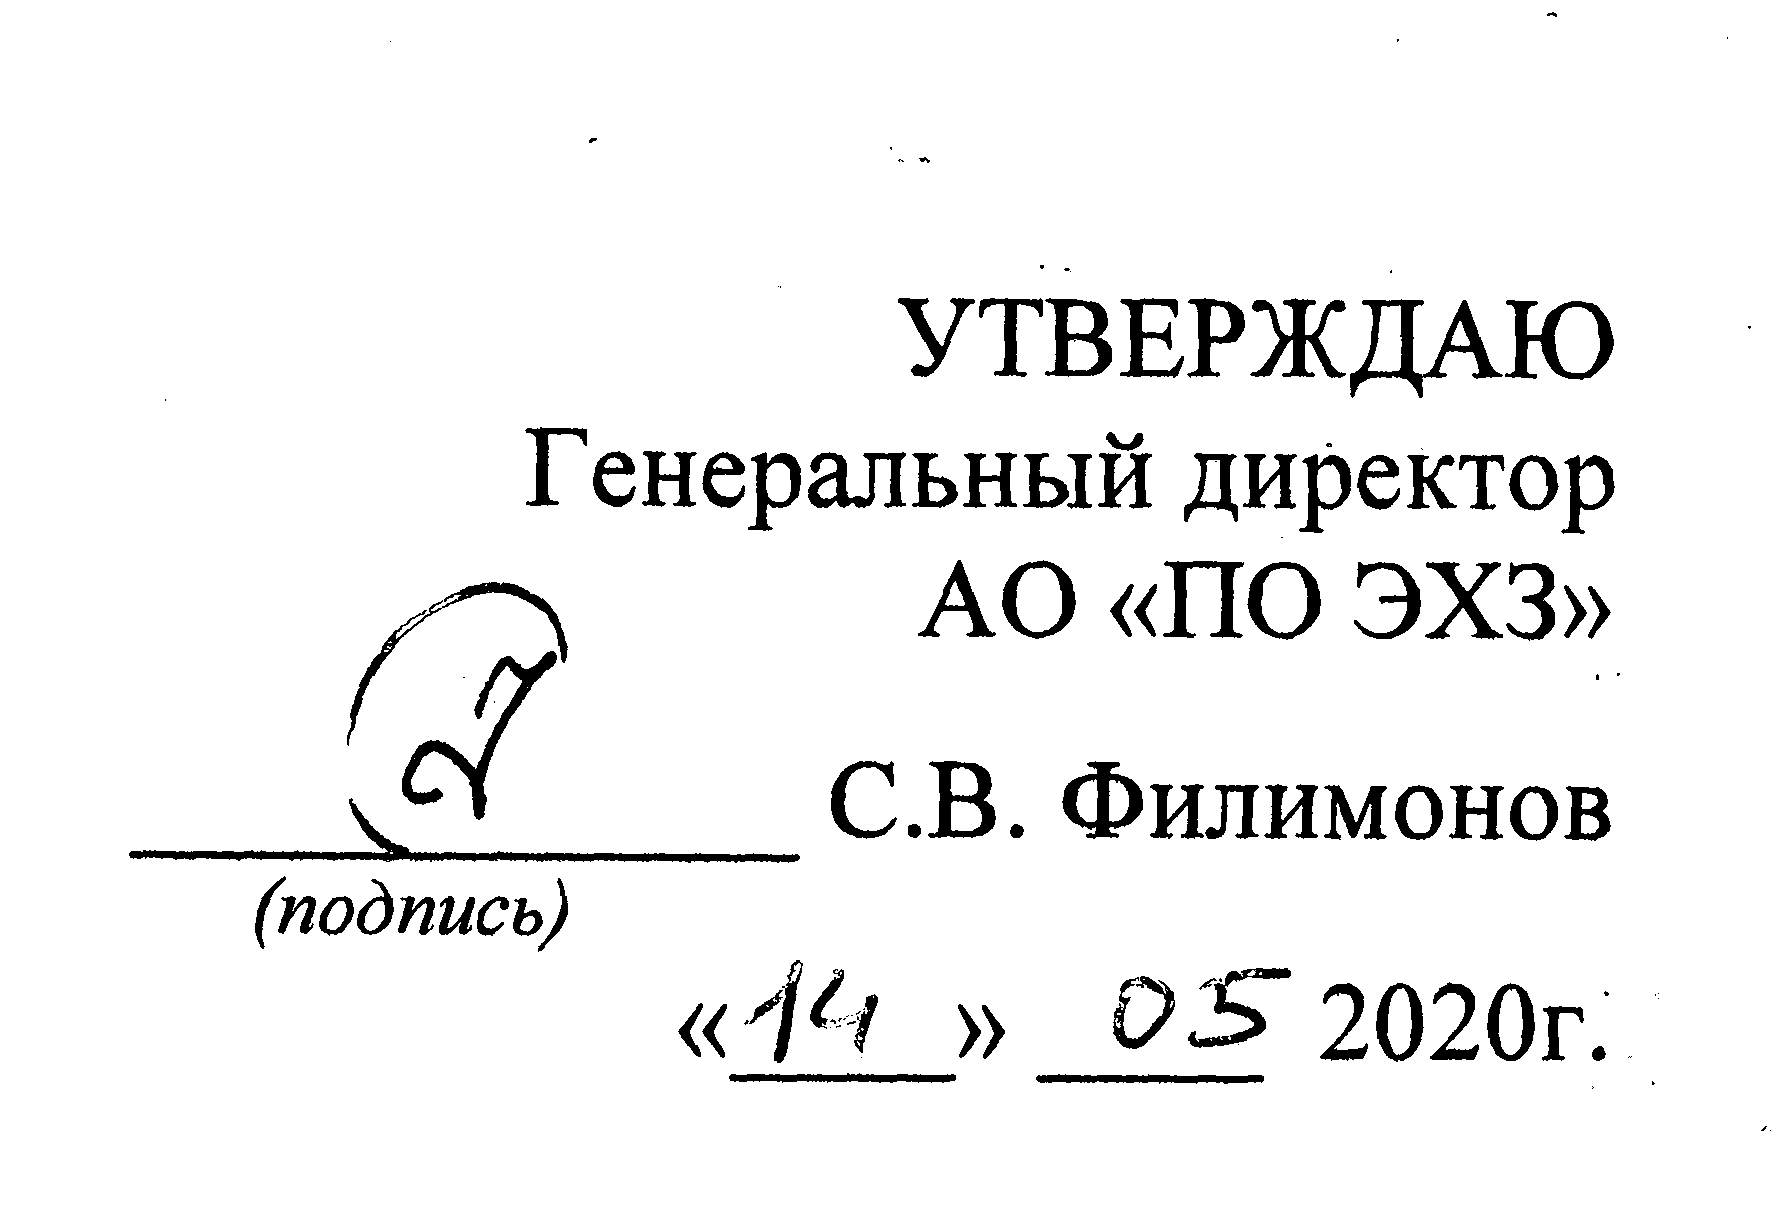 УТВЕРЖДАЮ
Генеральный директор
АО «ПО ЭХЗ»
С.В. Филимонов
(подпись)
«14» 05 2020г.